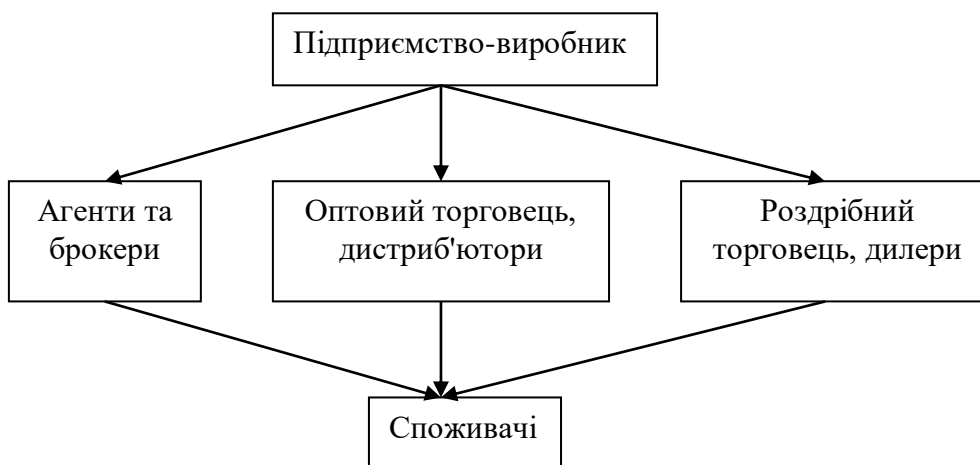 Підприємство-виробник
Агенти та
брокери
Оптовий торговець,
дистриб'ютори
Роздрібний
торговець, дилери
Споживачі